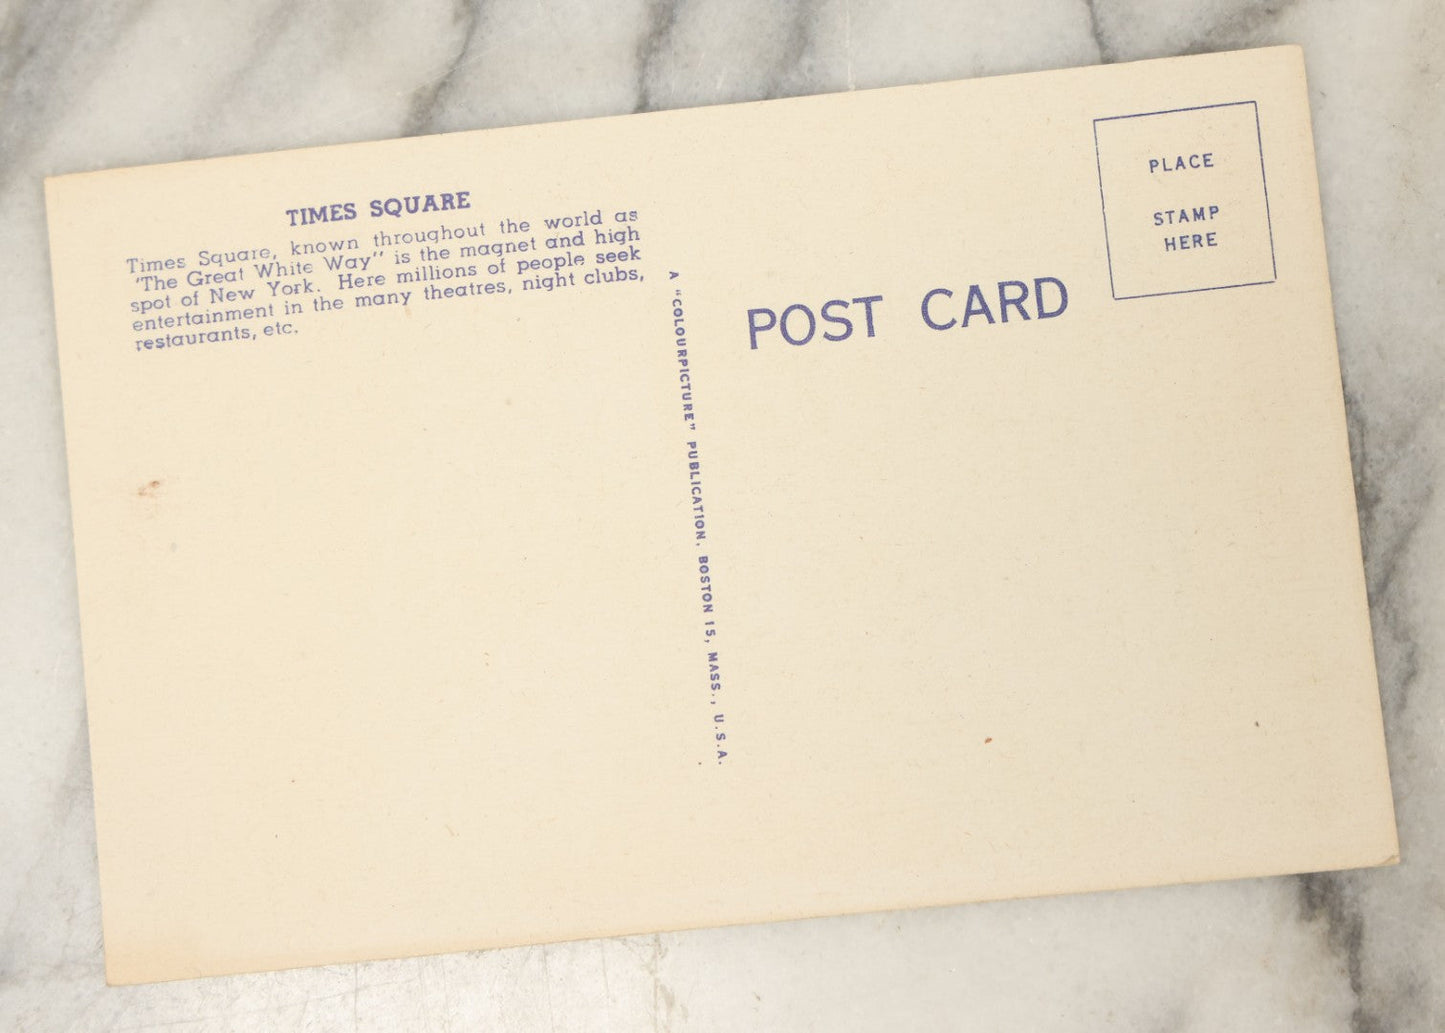 TIMES SQUARE
Times Square, known throughout the world as
'The Great White Way" is the magnet and high
spot of New York. Here millions of people seek
entertainment in the many theatres, night clubs,
restaurants, etc.
A "COLOURPICTURE" PUBLICATION, BOSTON 15, MASS., U.S.A.
POST CARD
PLACE
STAMP
HERE